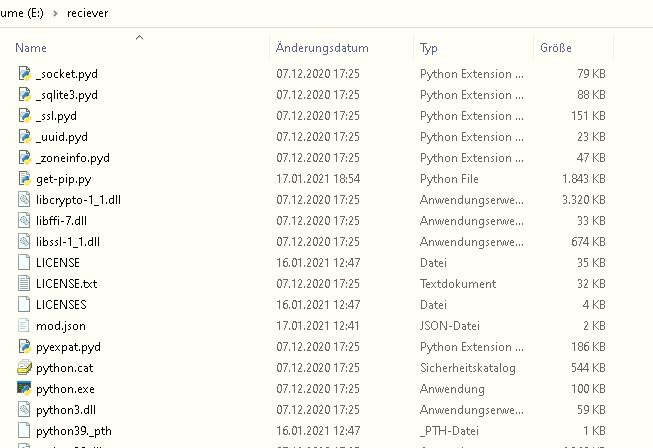 ume (E:) > reciever
Name Änderungsdatum Typ Größe
_socket.pyd 07.12.2020 17:25 Python Extension ... 79 KB
_sqlite3.pyd 07.12.2020 17:25 Python Extension ... 88 KB
_ssl.pyd 07.12.2020 17:25 Python Extension ... 151 KB
_uuid.pyd 07.12.2020 17:25 Python Extension ... 23 KB
_zoneinfo.pyd 07.12.2020 17:25 Python Extension ... 47 KB
get-pip.py 17.01.2021 18:54 Python File 1.843 KB
libcrypto-1_1.dll 07.12.2020 17:25 Anwendungserwe... 3.320 KB
libffi-7.dll 07.12.2020 17:25 Anwendungserwe... 33 KB
libssl-1_1.dll 07.12.2020 17:25 Anwendungserwe... 674 KB
LICENSE 16.01.2021 12:47 Datei 35 KB
LICENSE.txt 07.12.2020 17:25 Textdokument 32 KB
LICENSES 16.01.2021 12:47 Datei 4 KB
mod.json 17.01.2021 12:41 JSON-Datei 2 KB
pyexpat.pyd 07.12.2020 17:25 Python Extension ... 186 KB
python.cat 07.12.2020 17:25 Sicherheitskatalog 544 KB
python.exe 07.12.2020 17:25 Anwendung 100 KB
python3.dll 07.12.2020 17:25 Anwendungserwe... 59 KB
python39._pth 16.01.2021 12:47 _PTH-Datei 1 KB